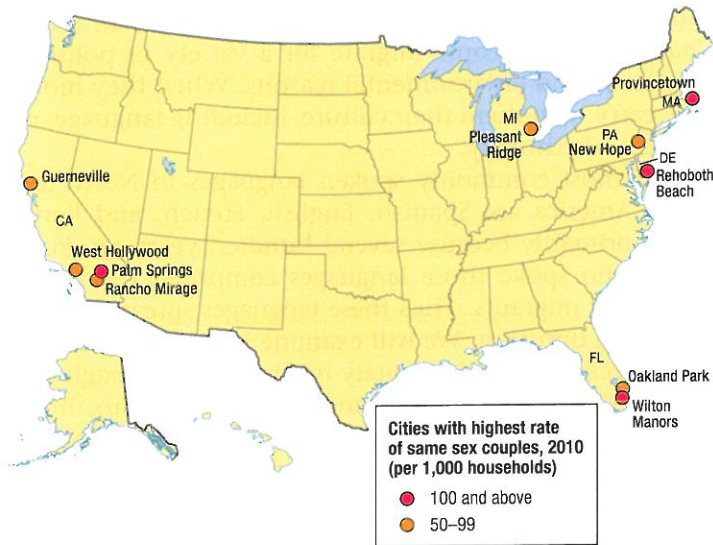 Provincetown
MA
MI
Pleasant
Ridge
PA
New Hope
DE
Rehoboth
Beach
Guerneville
CA
West Hollywood
Palm Springs
Rancho Mirage
FL
Oakland Park
Wilton
Manors
Cities with highest rate
of same sex couples, 2010
(per 1,000 households)
100 and above
50–99